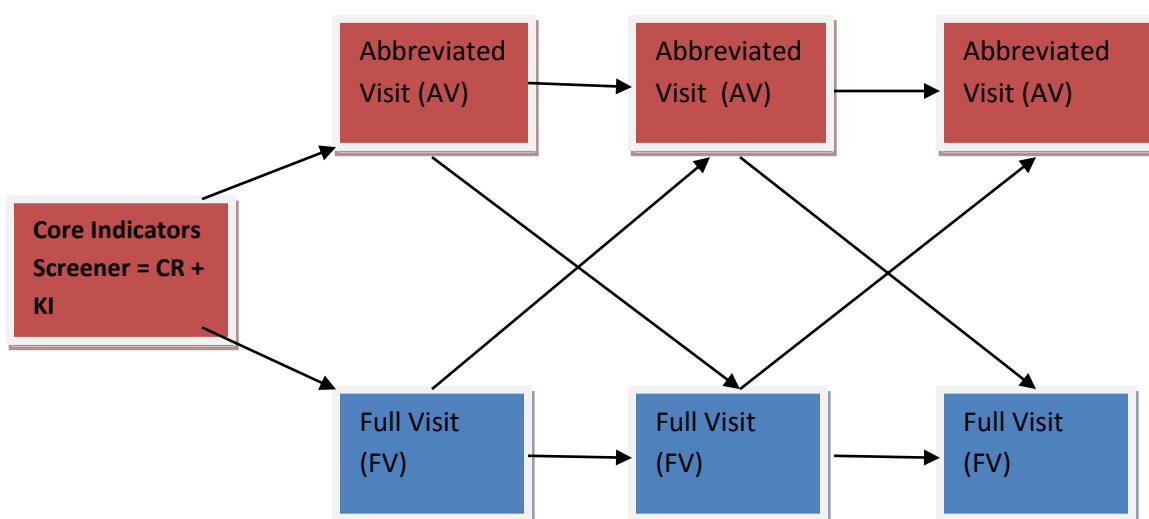 Abbreviated
Visit (AV)
Abbreviated
Visit  (AV)
Abbreviated
Visit (AV)
Core Indicators
Screener = CR +
KI
Full Visit
(FV)
Full Visit
(FV)
Full Visit
(FV)